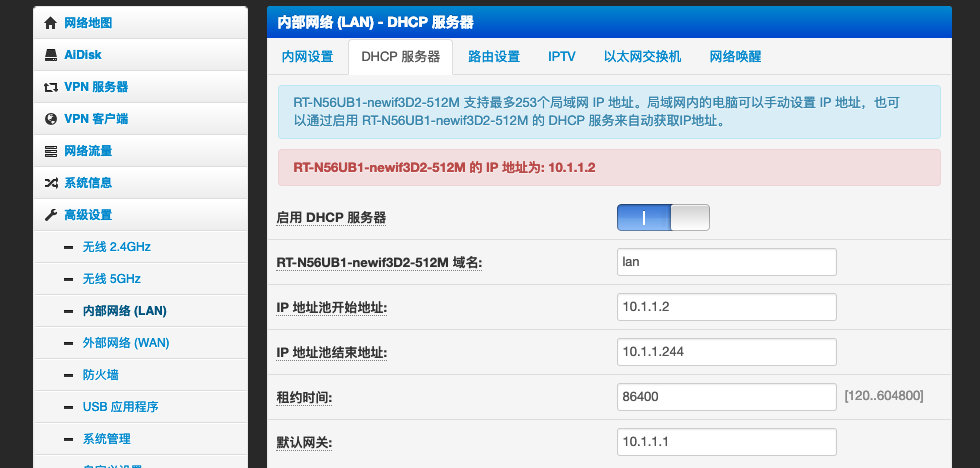 网络地图
AiDisk
VPN 服务器
VPN 客户端
网络流量
系统信息
高级设置
无线 2.4GHz
无线 5GHz
内部网络 (LAN)
外部网络 (WAN)
防火墙
USB 应用程序
系统管理
自定义设置
内部网络 (LAN) - DHCP 服务器
内网设置 DHCP 服务器 路由设置 IPTV 以太网交换机 网络唤醒
RT-N56UB1-newif3D2-512M 支持最多253个局域网 IP 地址。局域网内的电脑可以手动设置 IP 地址，也可
以通过启用 RT-N56UB1-newif3D2-512M 的 DHCP 服务来自动获取IP地址。
RT-N56UB1-newif3D2-512M 的 IP 地址为: 10.1.1.2
启用 DHCP 服务器
RT-N56UB1-newif3D2-512M 域名: lan
IP 地址池开始地址: 10.1.1.2
IP 地址池结束地址: 10.1.1.244
租约时间: 86400 [120..604800]
默认网关: 10.1.1.1